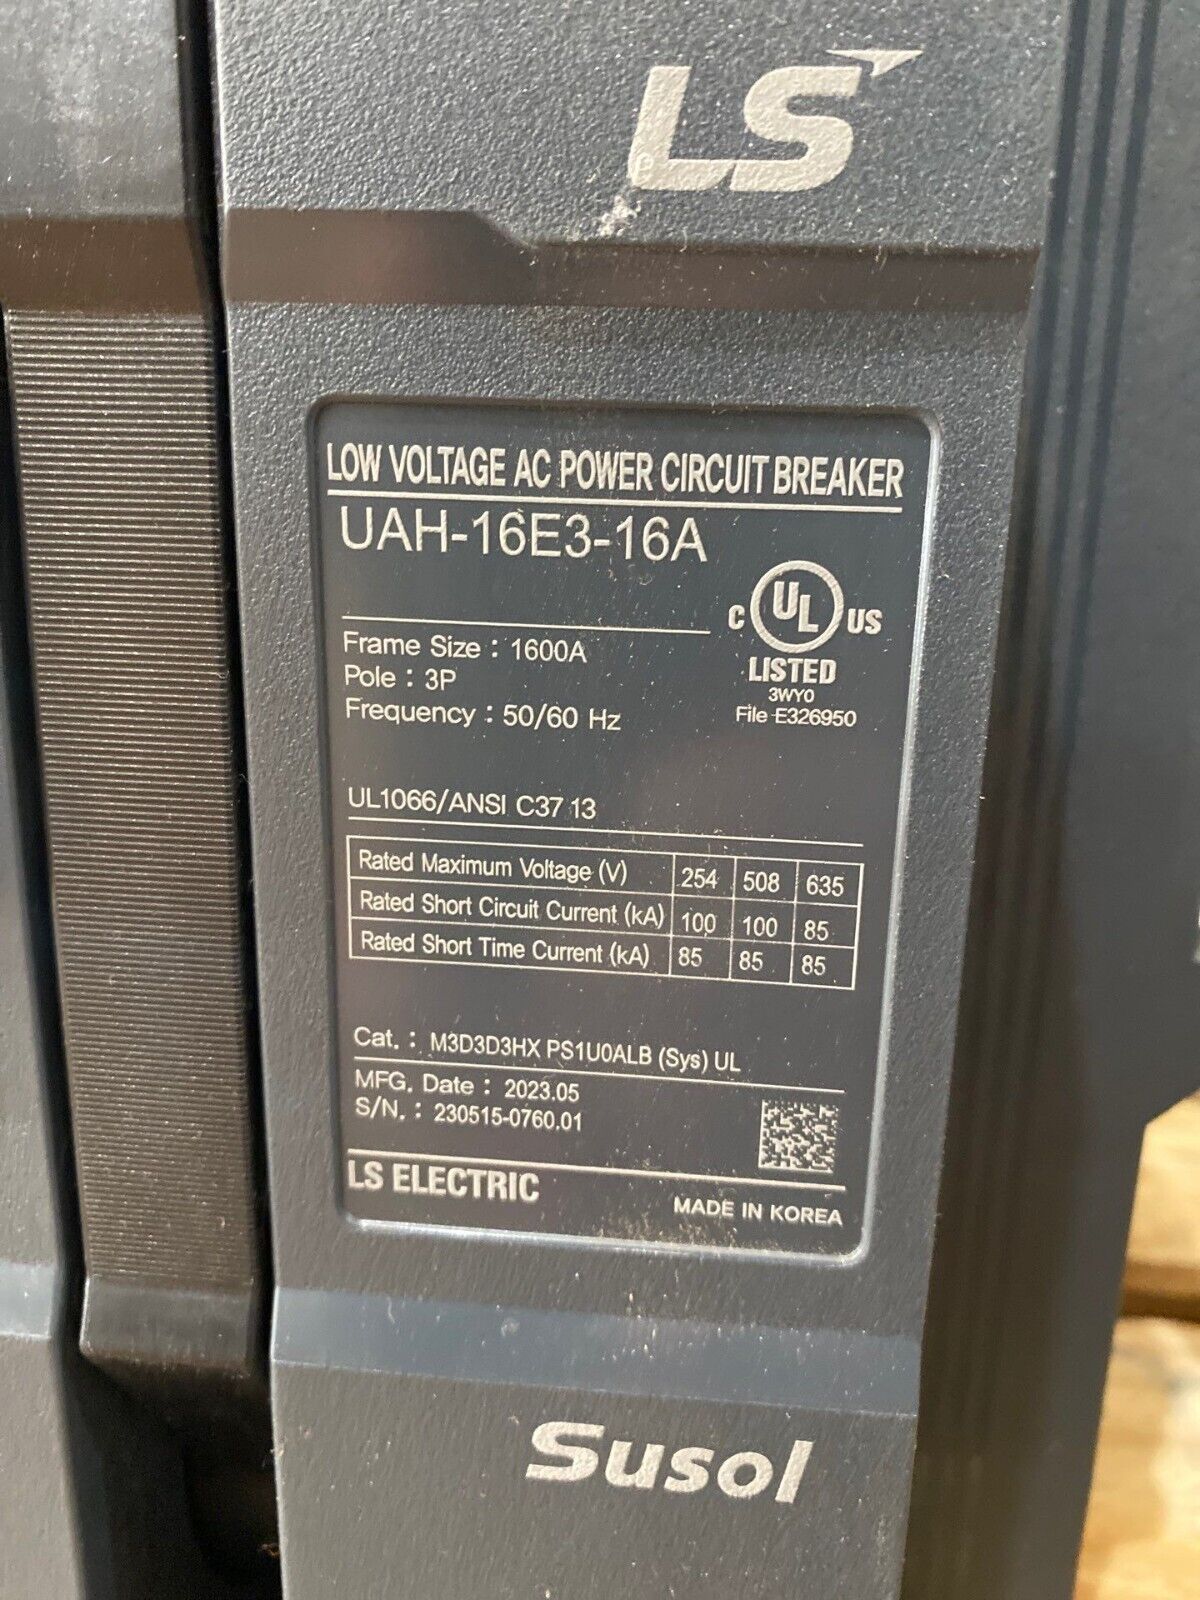 LS
LOW VOLTAGE AC POWER CIRCUIT BREAKER
UAH-16E3-16A
C UL US
LISTED
3WY0
File E326950
Frame Size : 1600A
Pole : 3P
Frequency : 50/60 Hz
UL1066/ANSI C37 13
Rated Maximum Voltage (V) 254 508 635
Rated Short Circuit Current (kA) 100 100 85
Rated Short Time Current (kA) 85 85 85
Cat. : M3D3D3HX PS1U0ALB (Sys) UL
MFG. Date : 2023.05
S/N. : 230515-0760.01
LS ELECTRIC
MADE IN KOREA
Susol